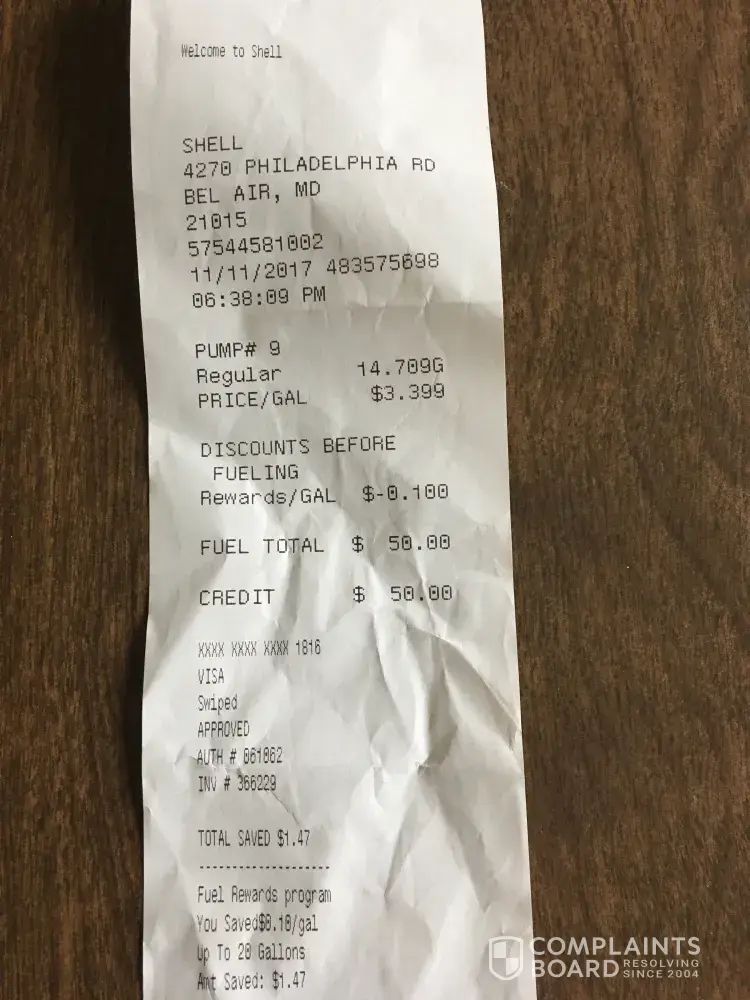 Welcome to Shell
SHELL
4270 PHILADELPHIA RD
BEL AIR, MD
21015
57544581002
11/11/2017 483575698
06:38:09 PM
PUMP# 9
Regular 14.709G
PRICE/GAL $3.399
DISCOUNTS BEFORE
FUELING
Rewards/GAL $-0.100
FUEL TOTAL $ 50.00
CREDIT $ 50.00
XXXX XXXX XXXX 1816
VISA
Swiped
APPROVED
AUTH # 061062
INV # 366229
TOTAL SAVED $1.47
-------------------
Fuel Rewards program
You Saved$0.10/gal
Up To 20 Gallons
Amt Saved: $1.47
COMPLAINTS
BOARD RESOLVING SINCE 2004